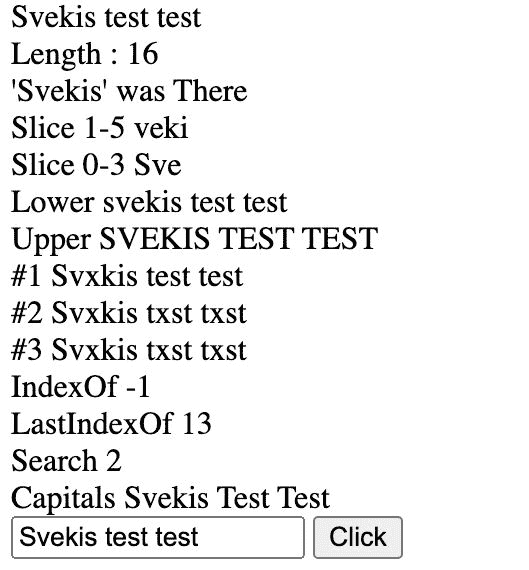 Svekis test test
Length : 16
'Svekis' was There
Slice 1-5 veki
Slice 0-3 Sve
Lower svekis test test
Upper SVEKIS TEST TEST
#1 Svxkis test test
#2 Svxkis txst txst
#3 Svxkis txst txst
IndexOf -1
LastIndexOf 13
Search 2
Capitals Svekis Test Test
Svekis test test Click